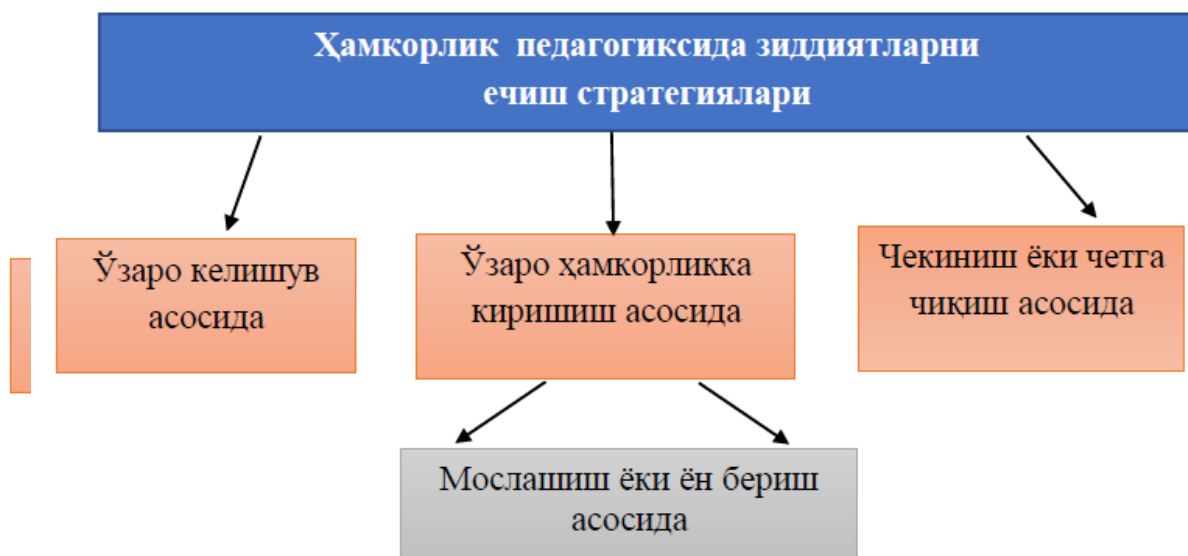 Ҳамкорлик педагогиксида зиддиятларни
ечиш стратегиялари
Ўзаро келишув
асосида
Ўзаро ҳамкорликка
киришиш асосида
Чекиниш ёки четга
чиқиш асосида
Мослашиш ёки ён бериш
асосида